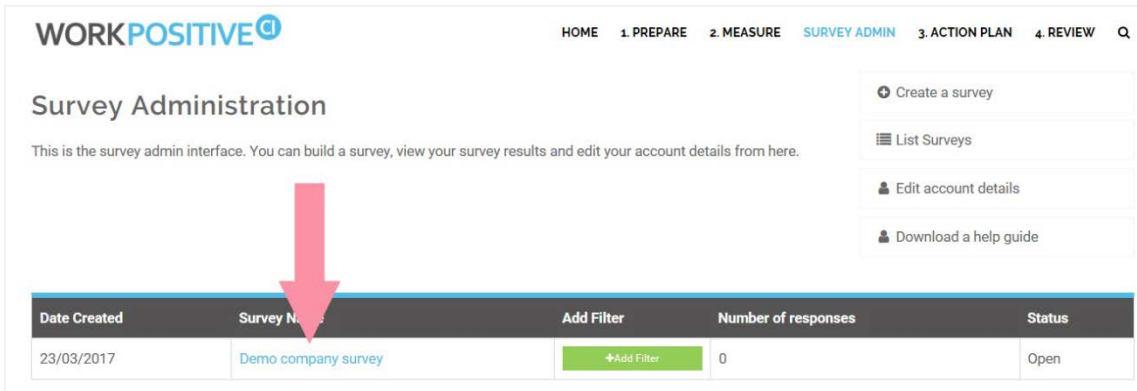 WORKPOSITIVE CI
HOME 1. PREPARE 2. MEASURE SURVEY ADMIN 3. ACTION PLAN 4. REVIEW
Survey Administration
This is the survey admin interface. You can build a survey, view your survey results and edit your account details from here.
Create a survey
List Surveys
Edit account details
Download a help guide
Date Created Survey Add Filter Number of responses Status
23/03/2017 Demo company survey +Add Filter 0 Open